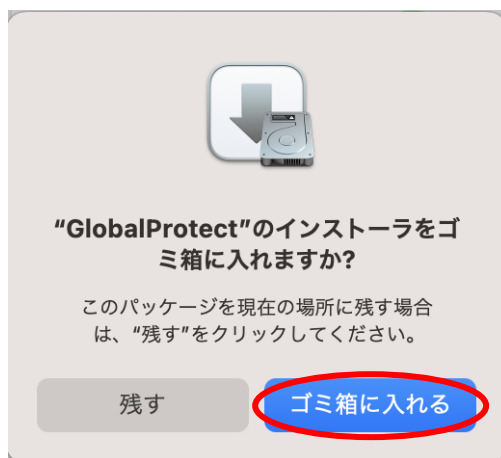 “GlobalProtect”のインストーラをゴ
ミ箱に入れますか?
このパッケージを現在の場所に残す場合
は、“残す”をクリックしてください。
残す
ゴミ箱に入れる